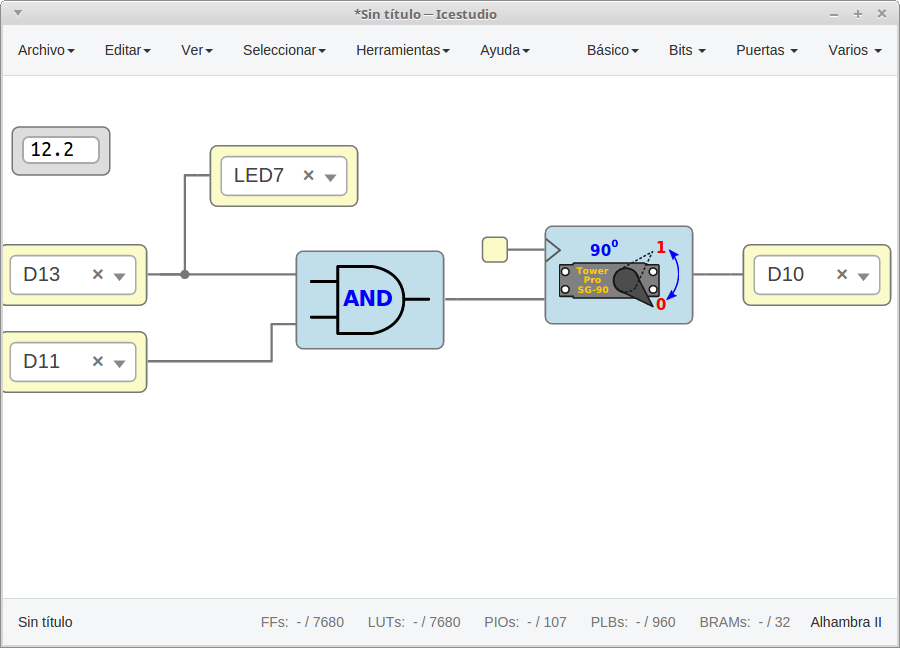 *Sin título — Icestudio
Archivo Editar Ver Seleccionar Herramientas Ayuda Básico Bits Puertas Varios
12.2
LED7 ×
D13 ×
AND
90⁰
1
Tower
Pro
SG-90
0
D10 ×
D11 ×
Sin título FFs: - / 7680 LUTs: - / 7680 PIOs: - / 107 PLBs: - / 960 BRAMs: - / 32 Alhambra II